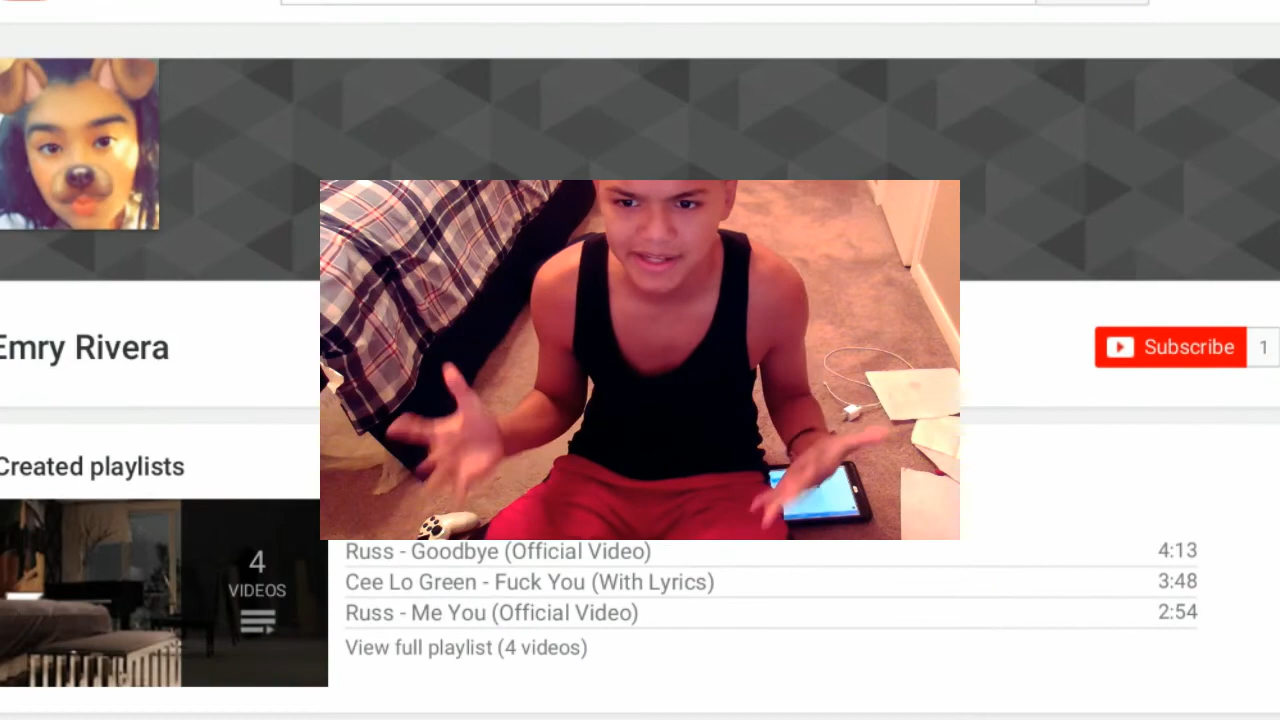 Emry Rivera
Subscribe 1
Created playlists
4
VIDEOS
Russ - Goodbye (Official Video) 4:13
Cee Lo Green - Fuck You (With Lyrics) 3:48
Russ - Me You (Official Video) 2:54
View full playlist (4 videos)